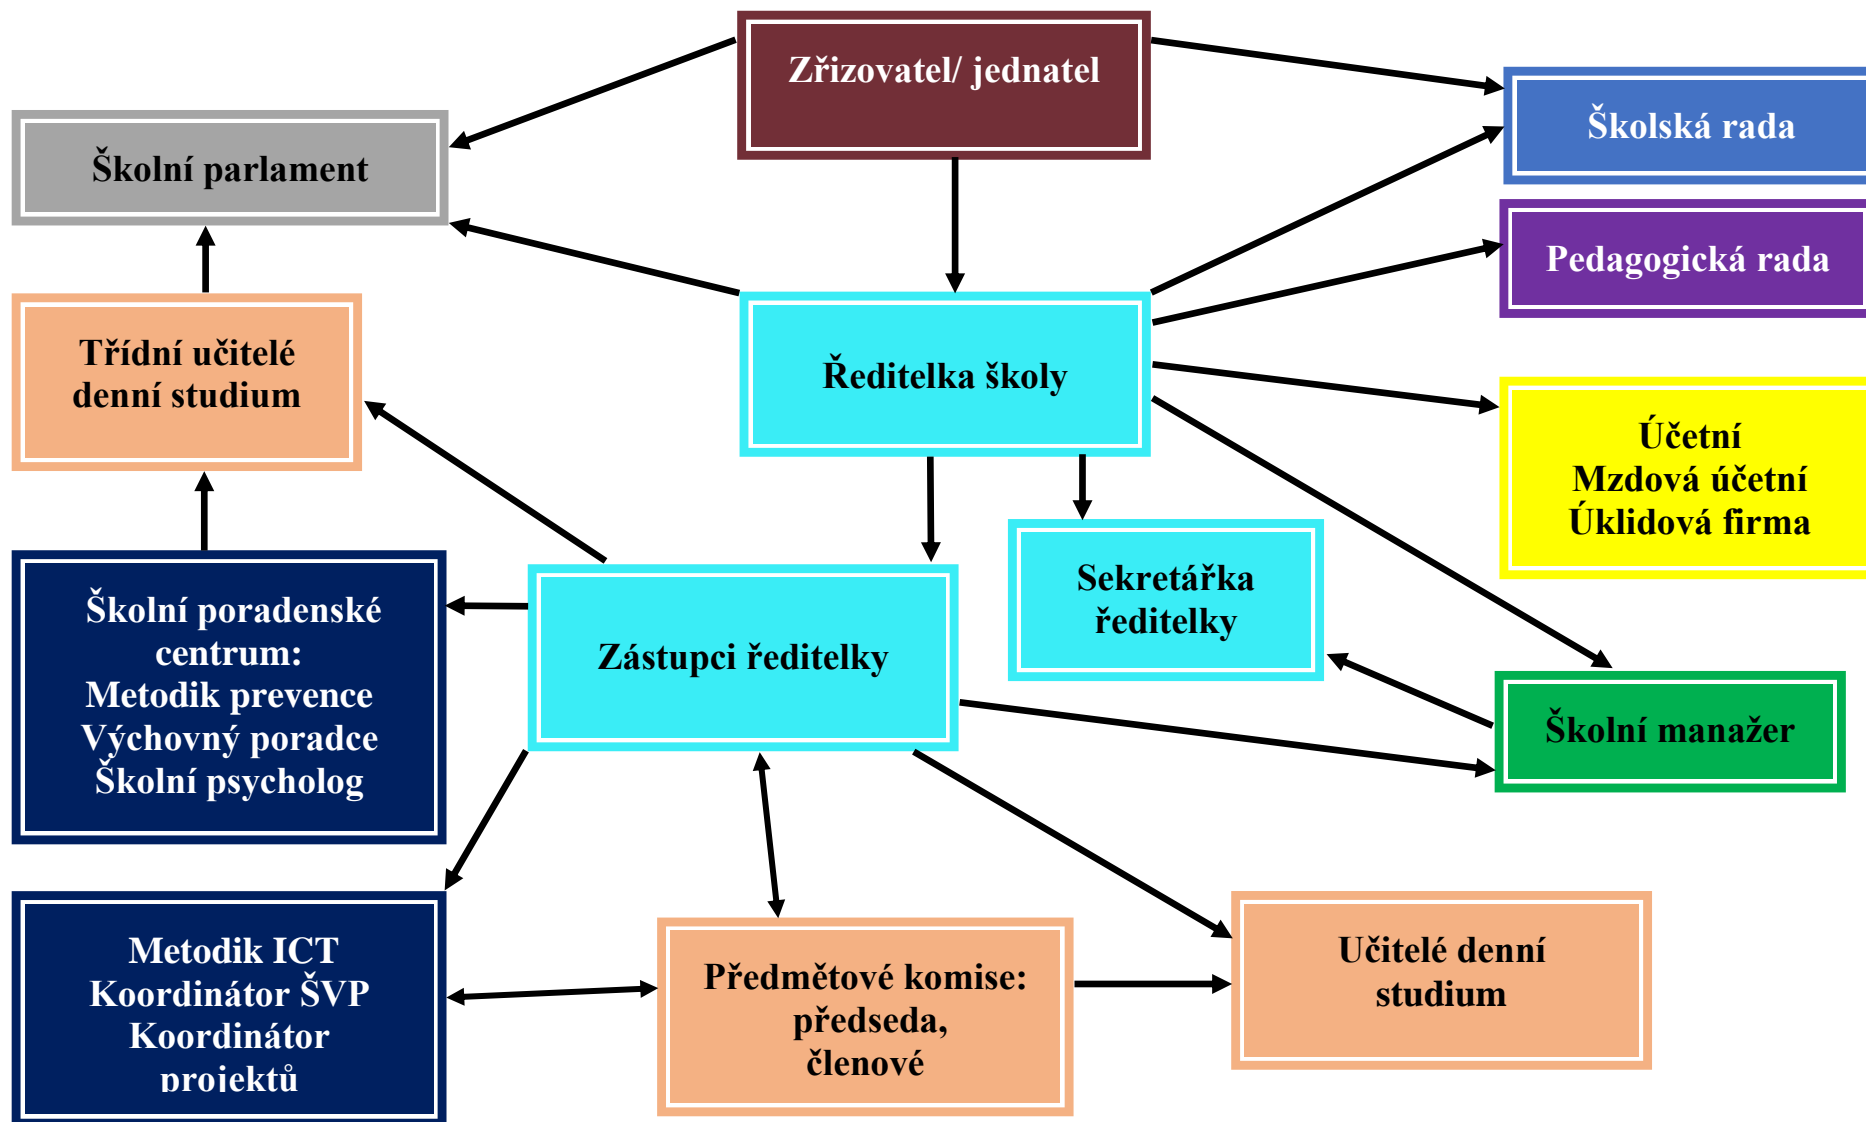 Zřizovatel/ jednatel
Školská rada
Školní parlament
Pedagogická rada
Třídní učitelé
denní studium
Ředitelka školy
Účetní
Mzdová účetní
Úklidová firma
Sekretářka
ředitelky
Školní poradenské
centrum:
Metodik prevence
Výchovný poradce
Školní psycholog
Zástupci ředitelky
Školní manažer
Metodik ICT
Koordinátor ŠVP
Koordinátor
projektů
Předmětové komise:
předseda,
členové
Učitelé denní
studium